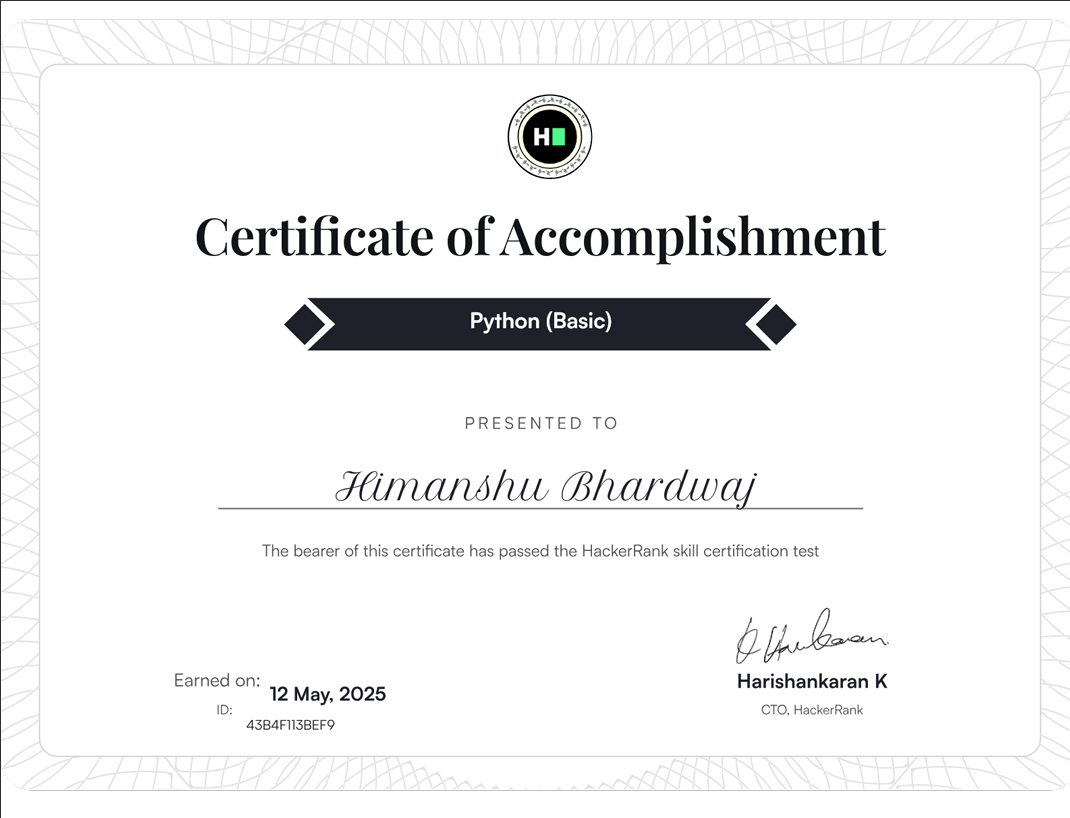 H
Certificate of Accomplishment
Python (Basic)
PRESENTED TO
Himanshu Bhardwaj
The bearer of this certificate has passed the HackerRank skill certification test
Earned on: 12 May, 2025
ID: 43B4F113BEF9
Harishankaran K
CTO, HackerRank